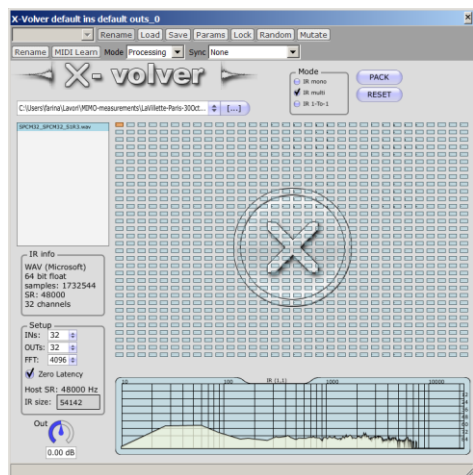 X-Volver default ins default outs_0
Rename Load Save Params Lock Random Mutate
Rename MIDI Learn Mode Processing Sync None
X-volver
Mode
IR mono
IR multi
IR 1-To-1
PACK
RESET
C:\Users\farina\Lavori\MIMO-measurements\LaVillette-Paris-30Oct... [...]
SPCM32_SPCM32_S1R3.wav
IR info
WAV (Microsoft)
64 bit float
samples: 1732544
SR: 48000
32 channels
Setup
INs: 32
OUTs: 32
FFT: 4096
Zero Latency
Host SR: 48000 Hz
IR size: 54142
Out
0.00 dB
IR [1,1]
10 100 1000 10000